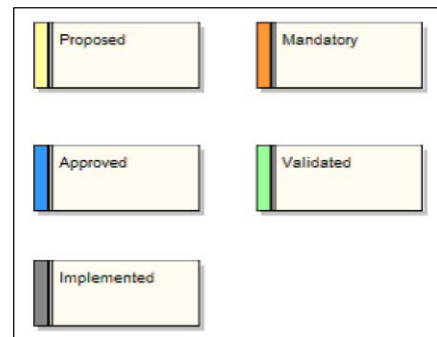 Proposed
Mandatory
Approved
Validated
Implemented